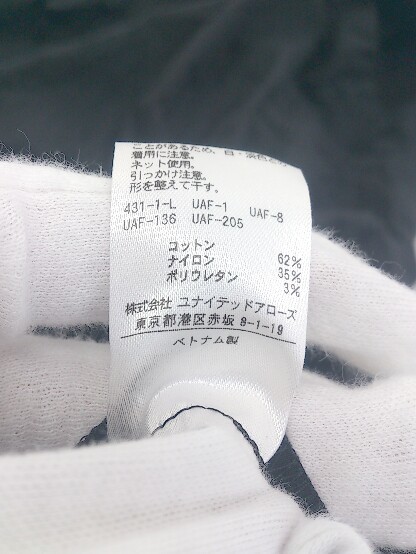 ことがあるため、白・淡色の
着用に注意。
ネット使用。
引っかけ注意。
形を整えて干す。
431-1-L UAF-1 UAF-8
UAF-136 UAF-205
コットン 62%
ナイロン 35%
ポリウレタン 3%
株式会社 ユナイテッドアローズ
東京都港区赤坂 8-1-19
ベトナム製